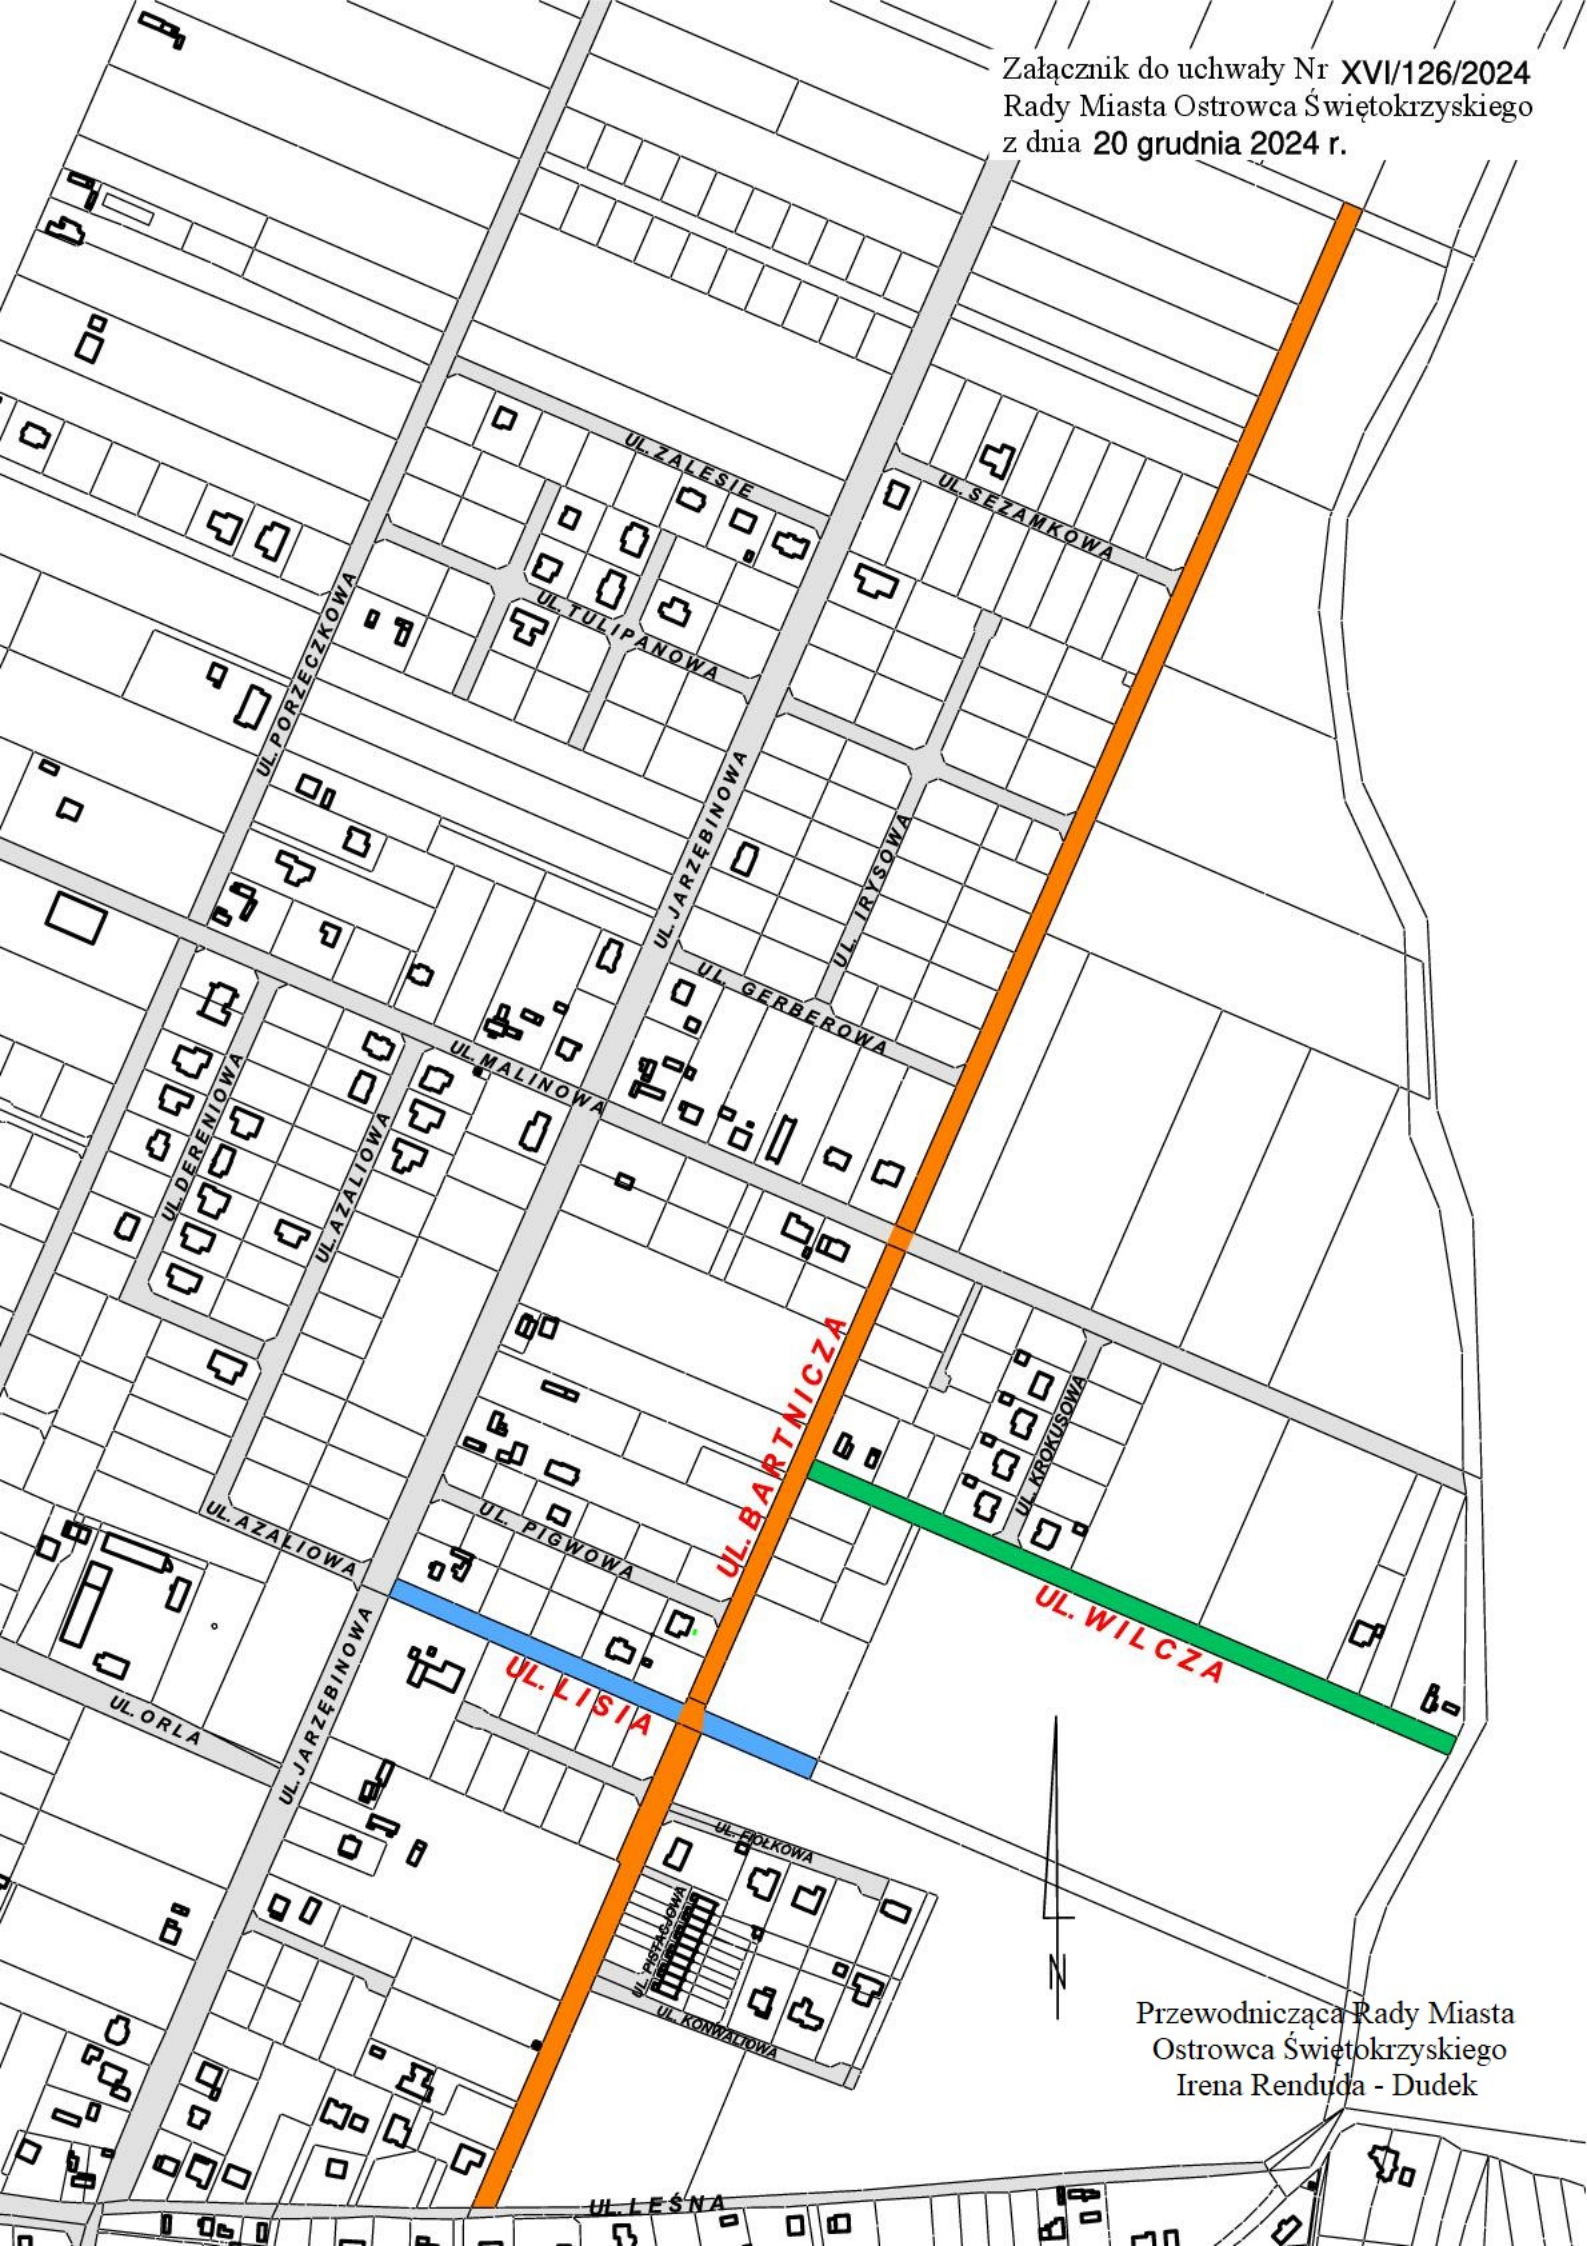 Załącznik do uchwały Nr XVI/126/2024
Rady Miasta Ostrowca Świętokrzyskiego
z dnia 20 grudnia 2024 r.
UL. ZALESIE
UL. SEZAMKOWA
UL. TULIPANOWA
UL. PORZECZKOWA
UL. JARZĘBINOWA
UL. IRYSOWA
UL. GERBEROWA
UL. MALINOWA
UL. DERENIOWA
UL. AZALIOWA
UL. BARTNICZA
UL. KROKUSOWA
UL. PIGWOWA
UL. AZALIOWA
UL. WILCZA
UL. LISIA
UL. JARZĘBINOWA
UL. ORLA
UL. FIOŁKOWA
UL. PISTACJOWA
UL. KONWALIOWA
N
Przewodnicząca Rady Miasta
Ostrowca Świętokrzyskiego
Irena Renduda - Dudek
UL. LEŚNA